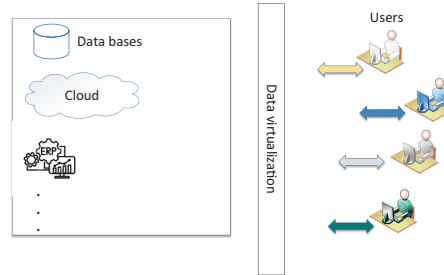 Users
Data bases
Cloud
ERP
Data virtualization